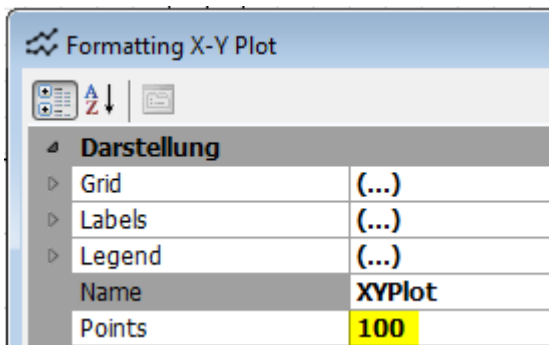 Formatting X-Y Plot
A Z
Darstellung
Grid (...)
Labels (...)
Legend (...)
Name XYPlot
Points 100